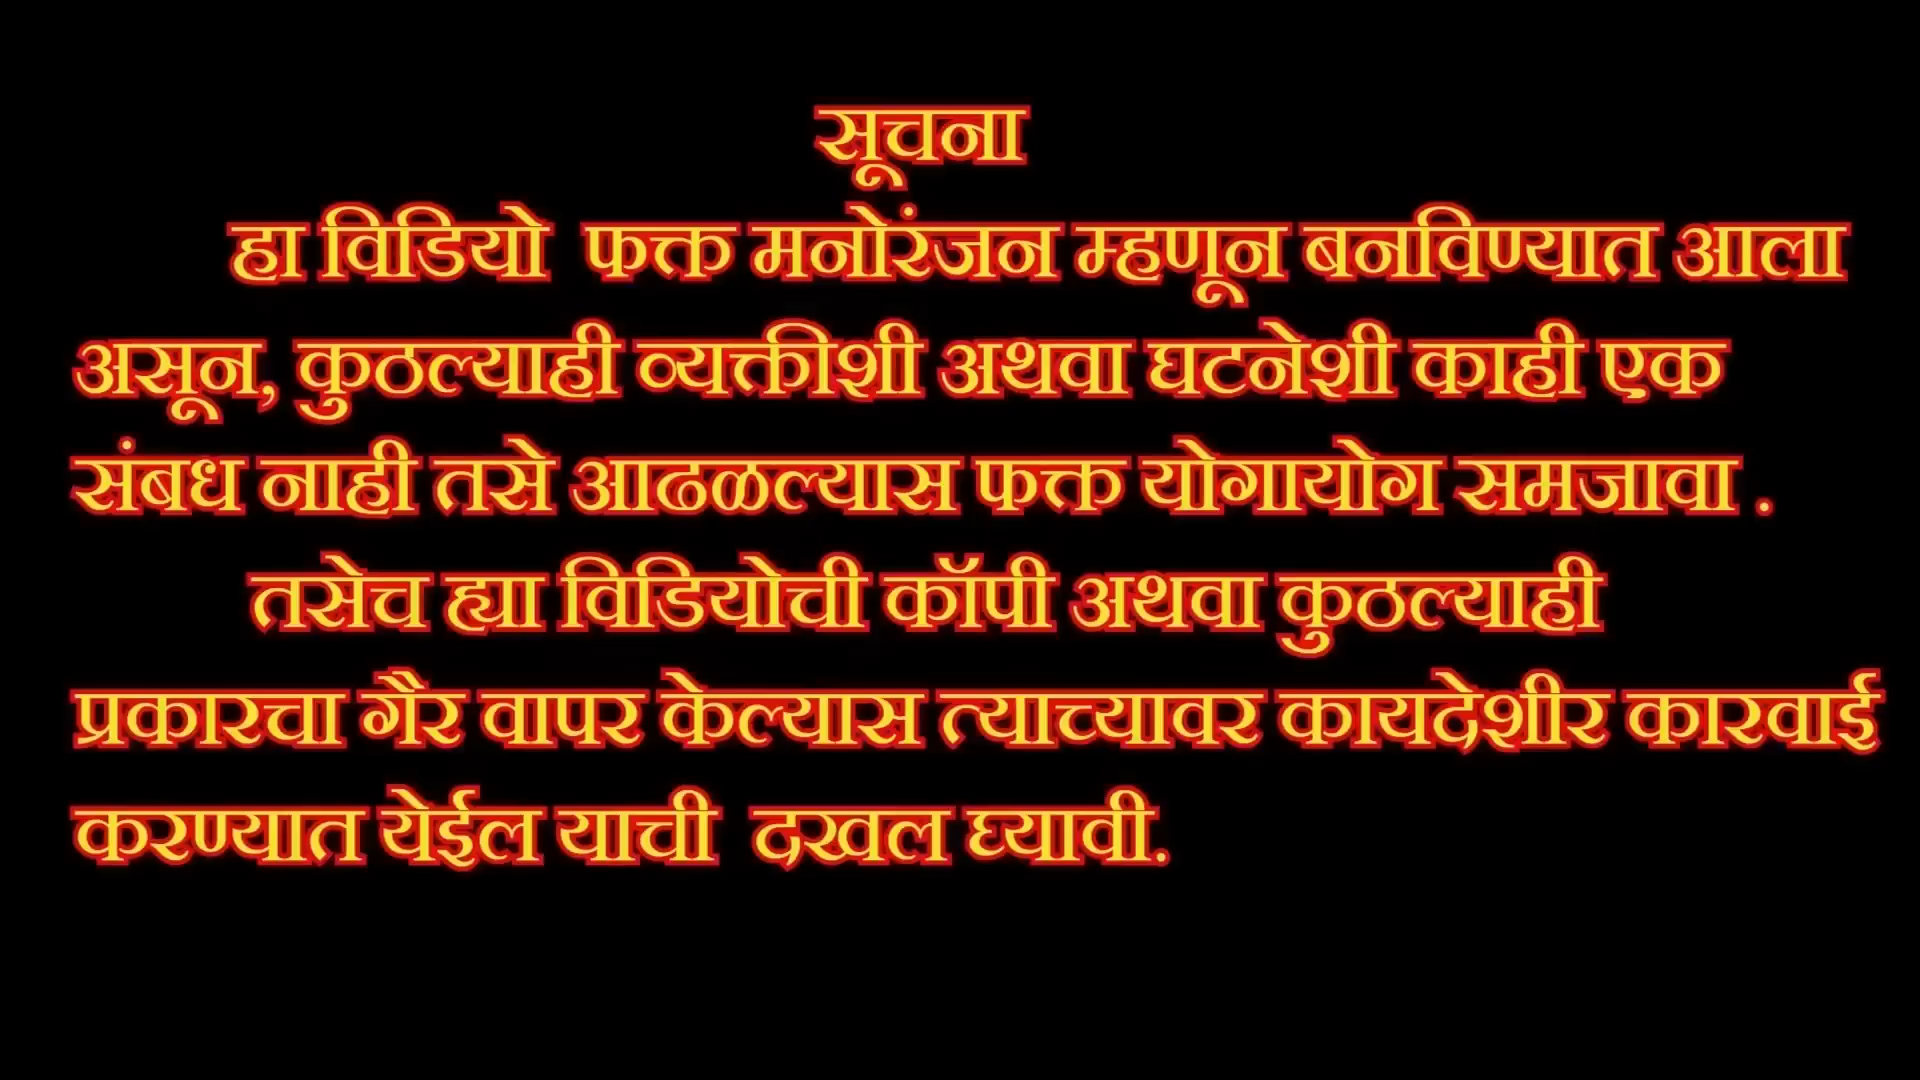 सूचना
हा विडियो फक्त मनोरंजन म्हणून बनविण्यात आला
असून, कुठल्याही व्यक्तीशी अथवा घटनेशी काही एक
संबध नाही तसे आढळल्यास फक्त योगायोग समजावा .
तसेच ह्या विडियोची कॉपी अथवा कुठल्याही
प्रकारचा गैर वापर केल्यास त्याच्यावर कायदेशीर कारवाई
करण्यात येईल याची दखल घ्यावी.